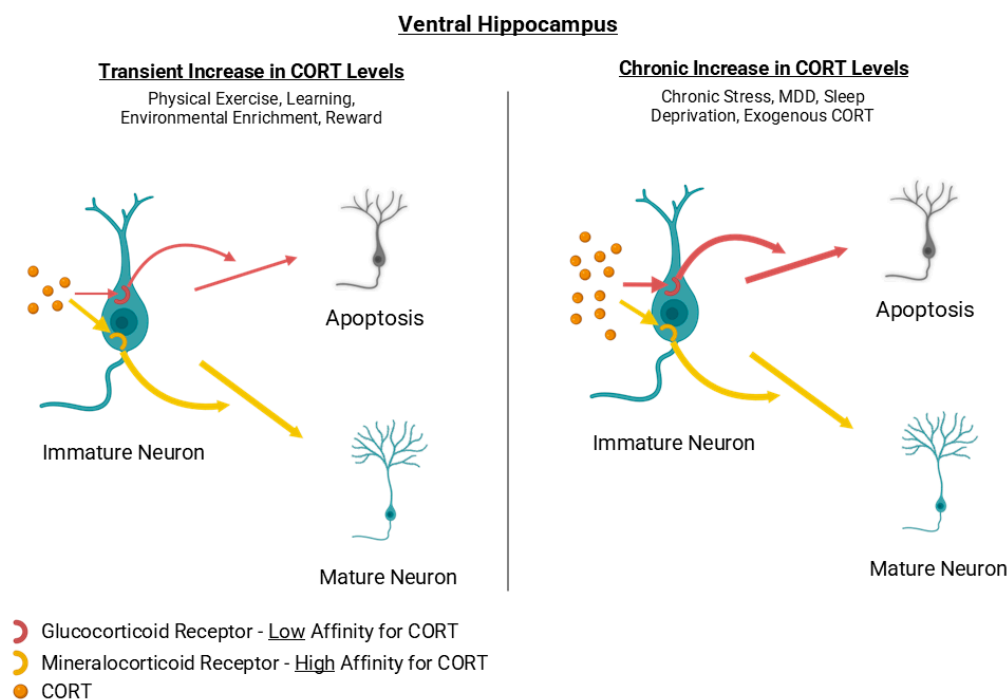 Ventral Hippocampus
Transient Increase in CORT Levels
Physical Exercise, Learning,
Environmental Enrichment, Reward
Apoptosis
Immature Neuron
Mature Neuron
Chronic Increase in CORT Levels
Chronic Stress, MDD, Sleep
Deprivation, Exogenous CORT
Apoptosis
Immature Neuron
Mature Neuron
Glucocorticoid Receptor - Low Affinity for CORT
Mineralocorticoid Receptor - High Affinity for CORT
CORT